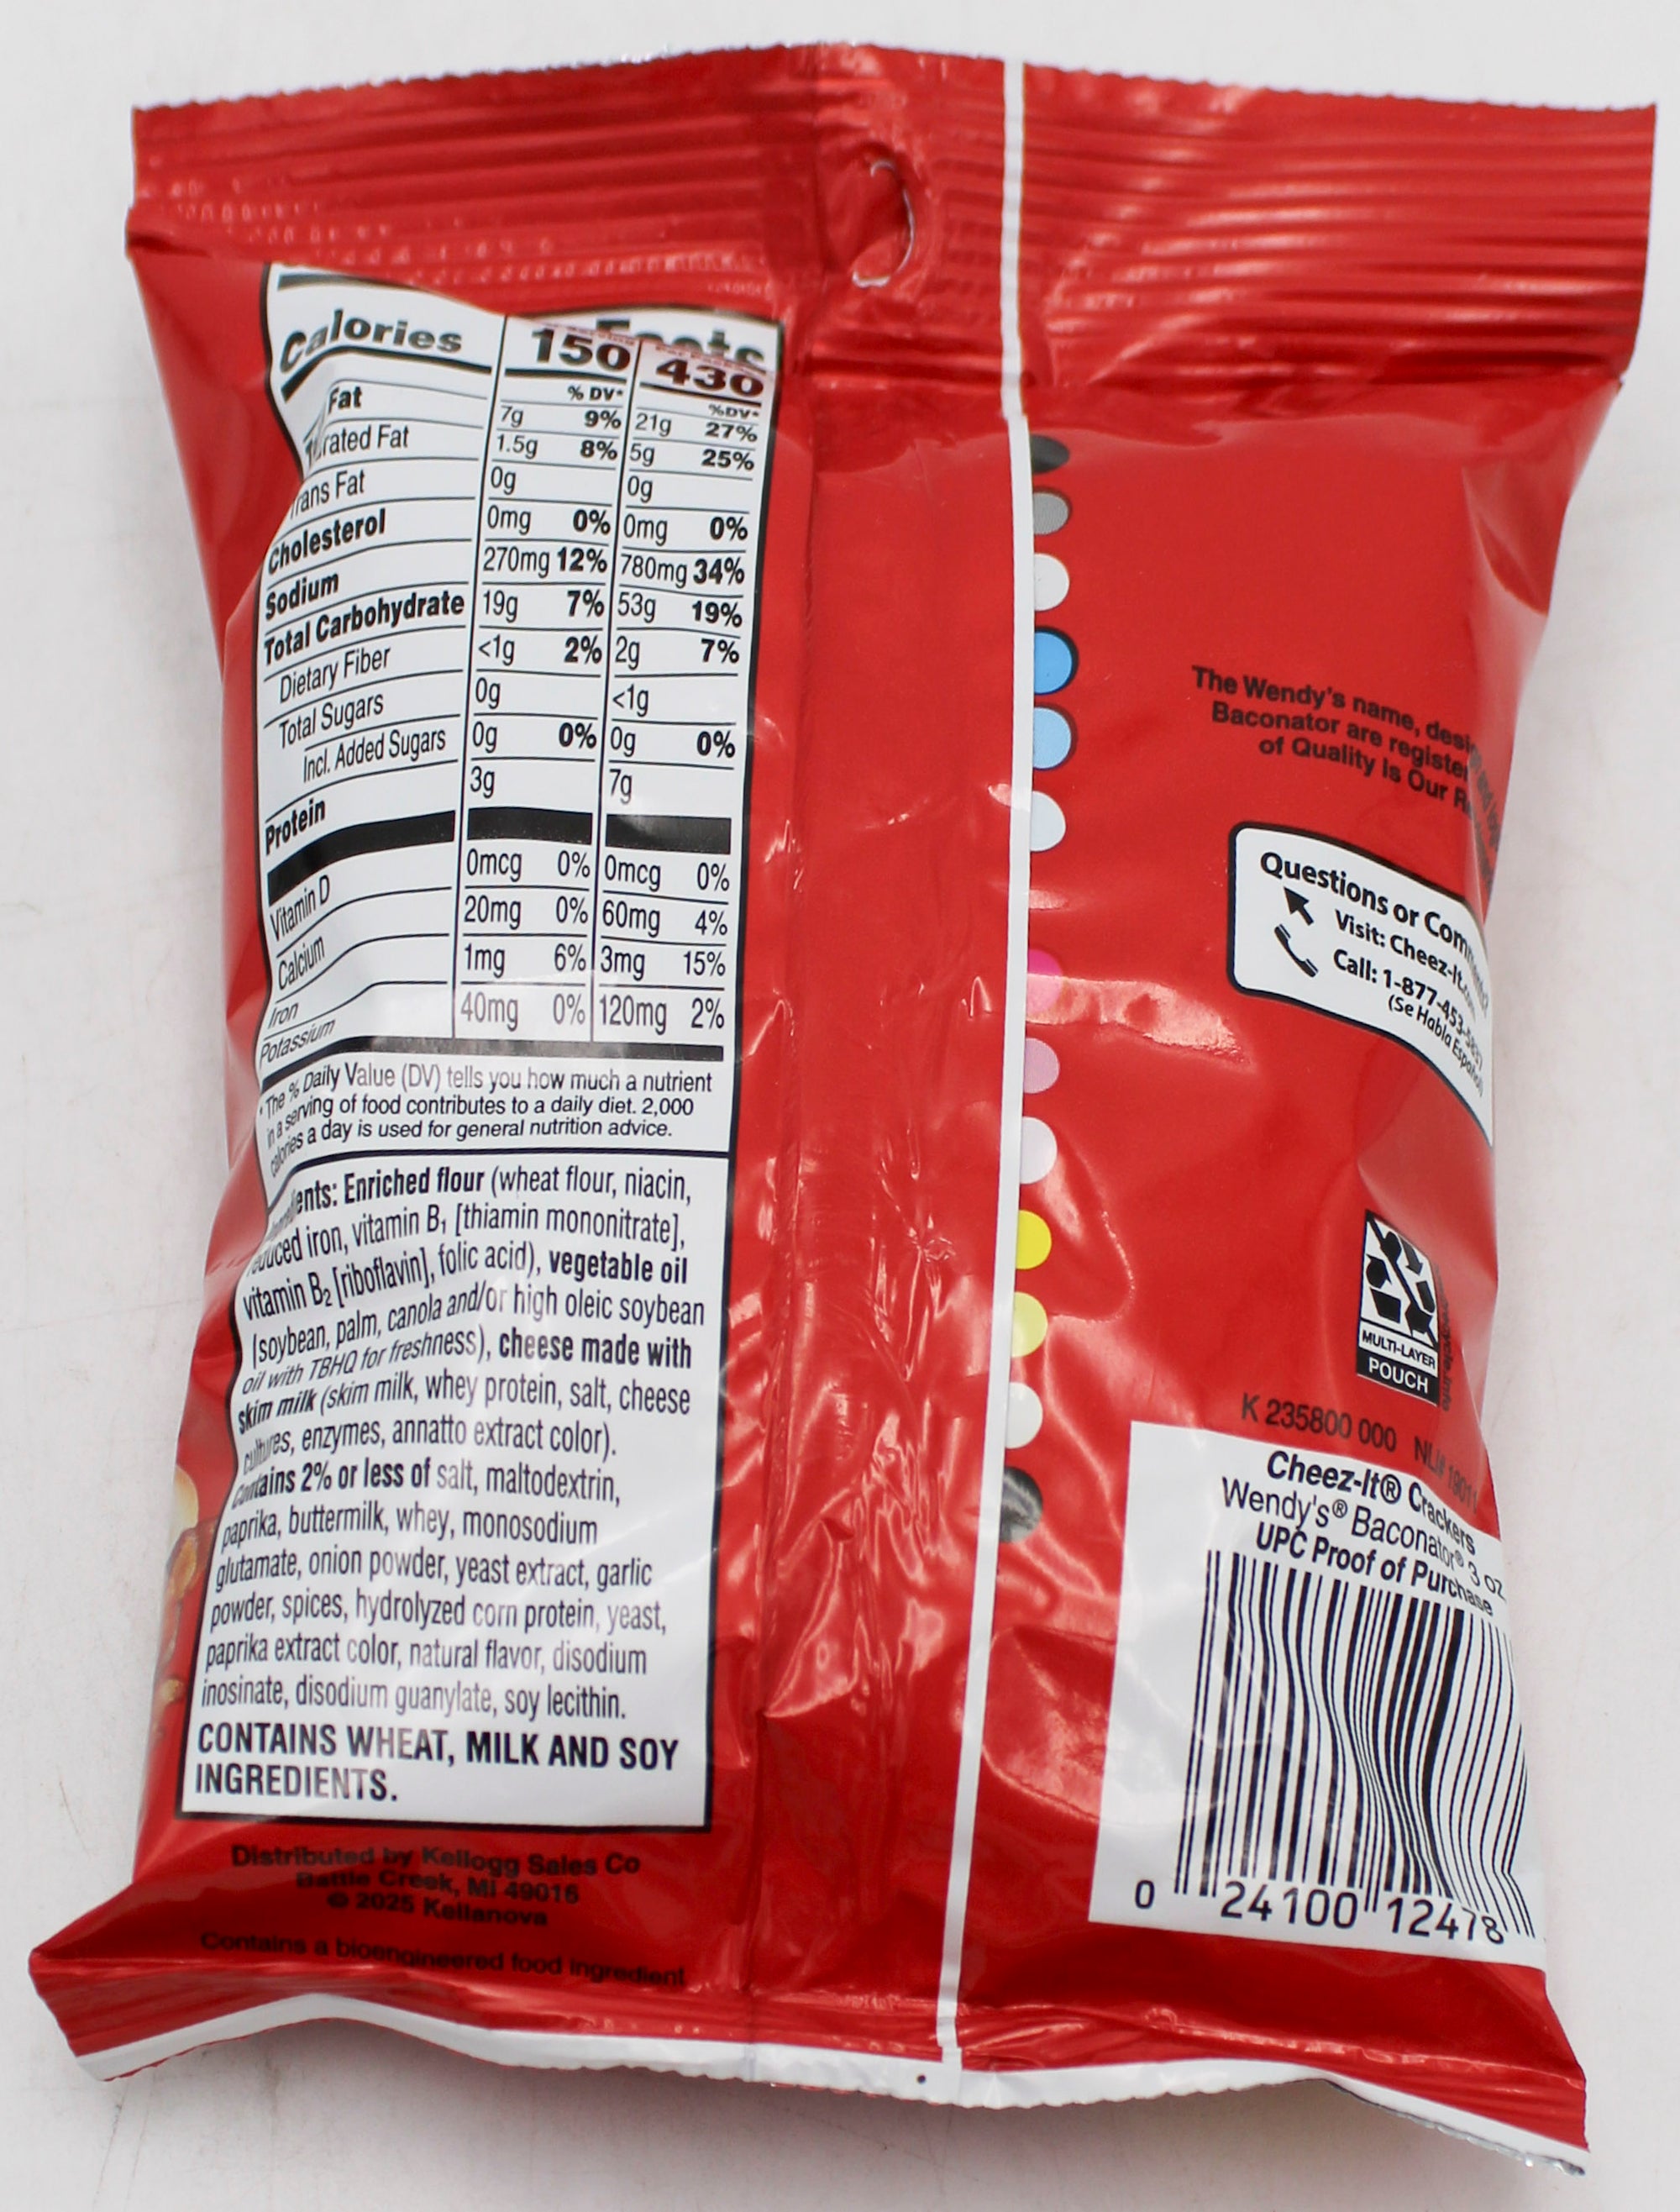 Facts
Calories 150 430
% DV* %DV*
Fat 7g 9% 21g 27%
rated Fat 1.5g 8% 5g 25%
Trans Fat 0g 0g
Cholesterol 0mg 0% 0mg 0%
Sodium 270mg 12% 780mg 34%
Total Carbohydrate 19g 7% 53g 19%
Dietary Fiber <1g 2% 2g 7%
Total Sugars 0g <1g
Incl. Added Sugars 0g 0% 0g 0%
Protein 3g 7g
Vitamin D 0mcg 0% 0mcg 0%
Calcium 20mg 0% 60mg 4%
Iron 1mg 6% 3mg 15%
Potassium 40mg 0% 120mg 2%
* The % Daily Value (DV) tells you how much a nutrient
in a serving of food contributes to a daily diet. 2,000
calories a day is used for general nutrition advice.
Ingredients: Enriched flour (wheat flour, niacin,
reduced iron, vitamin B1 [thiamin mononitrate],
vitamin B2 [riboflavin], folic acid), vegetable oil
(soybean, palm, canola and/or high oleic soybean
oil with TBHQ for freshness), cheese made with
skim milk (skim milk, whey protein, salt, cheese
cultures, enzymes, annatto extract color).
Contains 2% or less of salt, maltodextrin,
paprika, buttermilk, whey, monosodium
glutamate, onion powder, yeast extract, garlic
powder, spices, hydrolyzed corn protein, yeast,
paprika extract color, natural flavor, disodium
inosinate, disodium guanylate, soy lecithin.
CONTAINS WHEAT, MILK AND SOY
INGREDIENTS.
Distributed by Kellogg Sales Co
Battle Creek, MI 49016
© 2025 Kellanova
Contains a bioengineered food ingredient
The Wendy's name, design and
Baconator are register
of Quality Is Our R
Questions or Comments?
Visit: Cheez-It.com
Call: 1-877-453-5837
(Se Habla Español)
MULTI-LAYER
POUCH
K 235800 000 NLI# 19011
Cheez-It® Crackers
Wendy's® Baconator® 3 oz
UPC Proof of Purchase
0 24100 12478